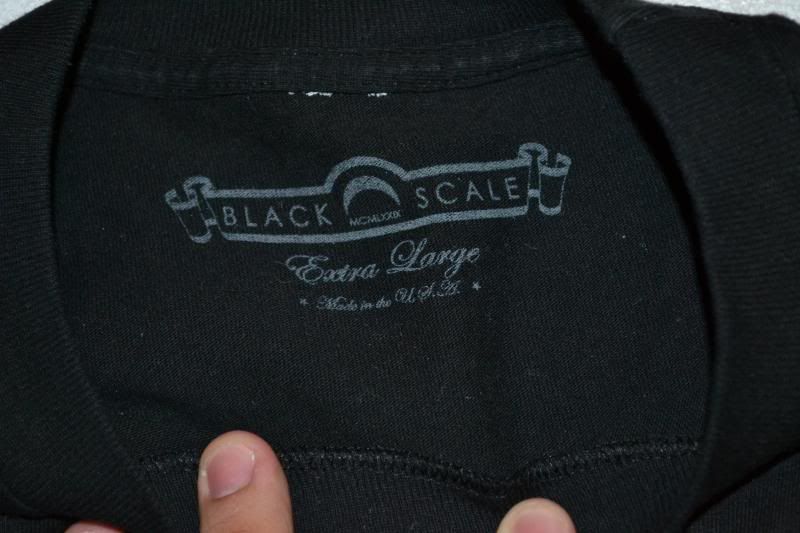 BLACK SCALE
MCMLXXIX
Extra Large
* Made in the U.S.A. *